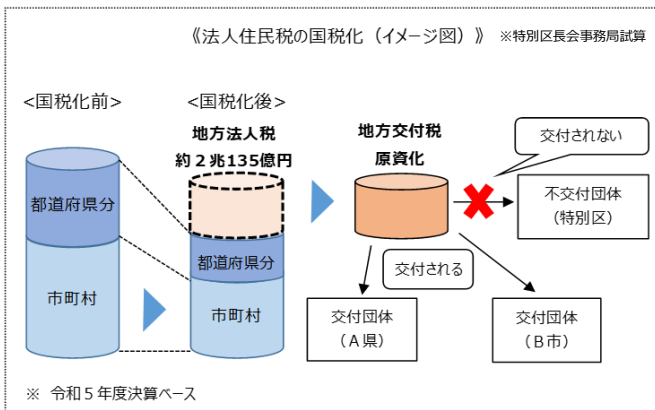 《法人住民税の国税化（イメージ図）》 ※特別区長会事務局試算
<国税化前>
<国税化後>
地方法人税
約２兆135億円
地方交付税
原資化
交付されない
都道府県分
市町村
都道府県分
市町村
不交付団体
（特別区）
交付される
交付団体
（Ａ県）
交付団体
（Ｂ市）
※ 令和５年度決算ベース